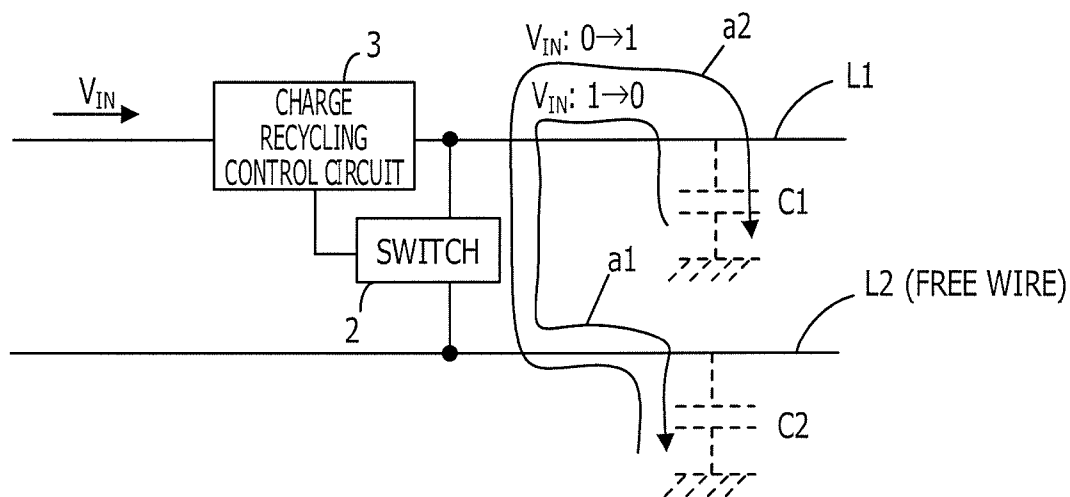 V_IN: 0→1
a2
3
V_IN
CHARGE
RECYCLING
CONTROL CIRCUIT
V_IN: 1→0
L1
C1
SWITCH
a1
L2 (FREE WIRE)
2
C2